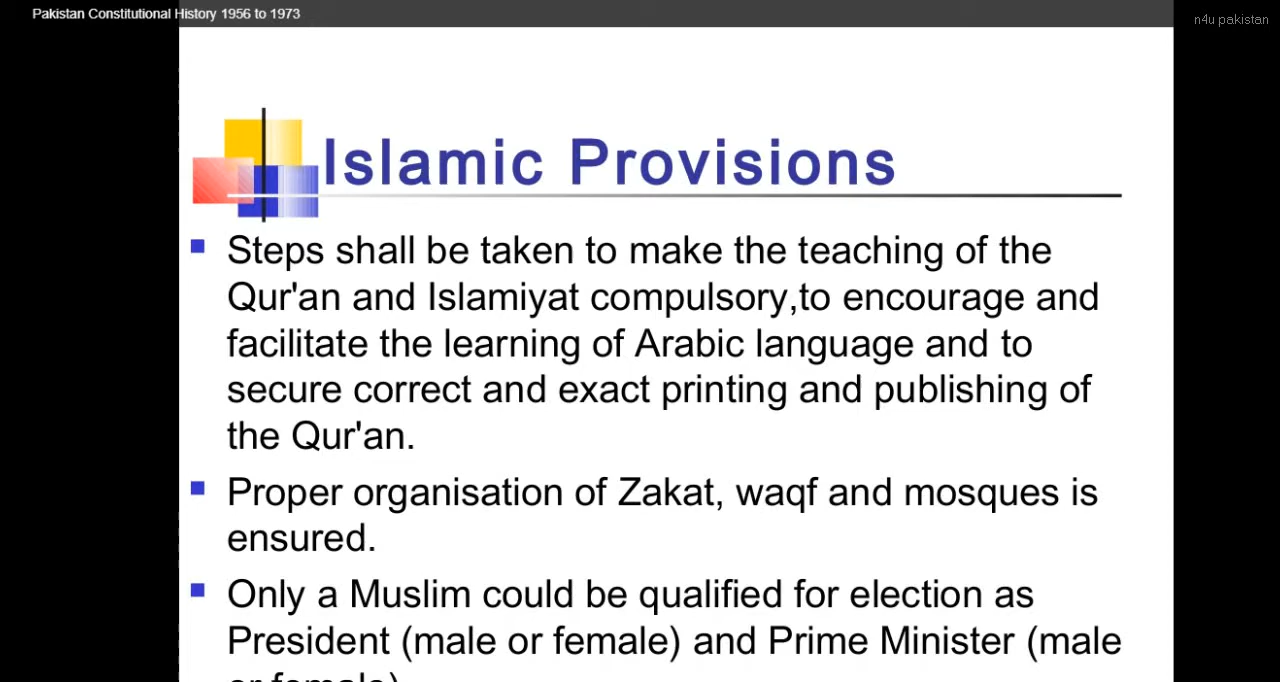 Pakistan Constitutional History 1956 to 1973
n4u pakistan
Islamic Provisions
Steps shall be taken to make the teaching of the
Qur'an and Islamiyat compulsory,to encourage and
facilitate the learning of Arabic language and to
secure correct and exact printing and publishing of
the Qur'an.
Proper organisation of Zakat, waqf and mosques is
ensured.
Only a Muslim could be qualified for election as
President (male or female) and Prime Minister (male
or female)